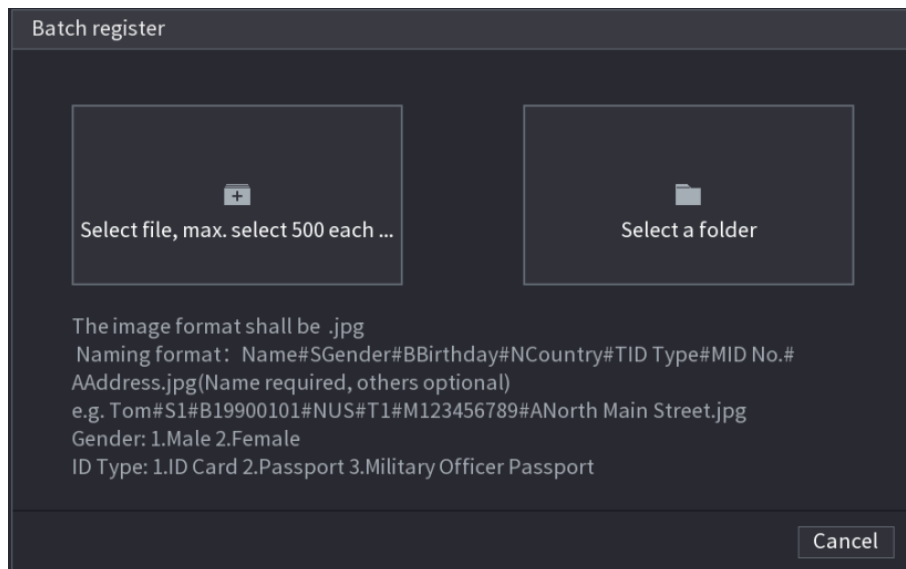 Batch register
Select file, max. select 500 each ...
Select a folder
The image format shall be .jpg
Naming format：Name#SGender#BBirthday#NCountry#TID Type#MID No.#
AAddress.jpg(Name required, others optional)
e.g. Tom#S1#B19900101#NUS#T1#M123456789#ANorth Main Street.jpg
Gender: 1.Male 2.Female
ID Type: 1.ID Card 2.Passport 3.Military Officer Passport
Cancel